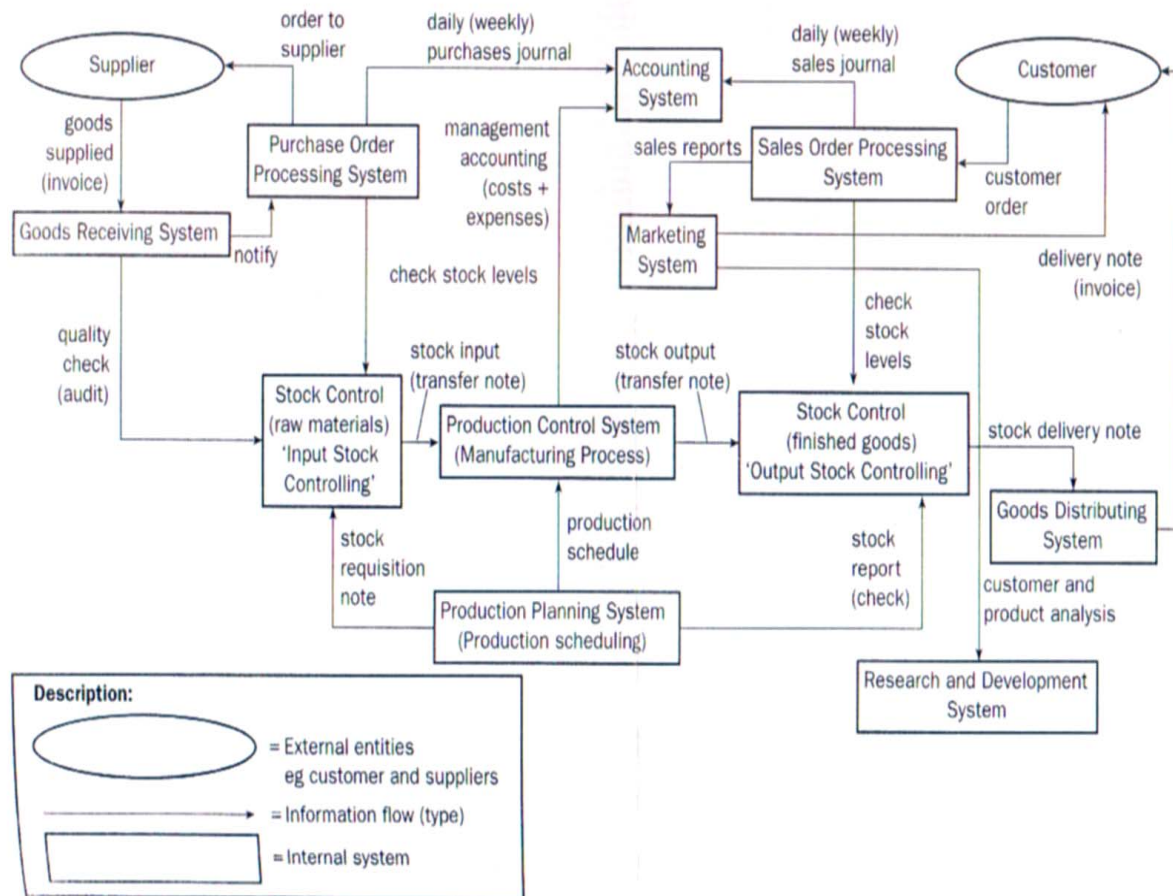 order to
supplier
daily (weekly)
purchases journal
daily (weekly)
sales journal
Supplier
Accounting
System
Customer
goods
supplied
(invoice)
Purchase Order
Processing System
management
accounting
(costs +
expenses)
sales reports
Sales Order Processing
System
customer
order
Goods Receiving System
notify
Marketing
System
delivery note
(invoice)
check stock levels
check
stock
levels
quality
check
(audit)
stock input
(transfer note)
stock output
(transfer note)
Stock Control
(raw materials)
'Input Stock
Controlling'
Production Control System
(Manufacturing Process)
Stock Control
(finished goods)
'Output Stock Controlling'
stock delivery note
Goods Distributing
System
stock
requisition
note
production
schedule
stock
report
(check)
customer and
product analysis
Production Planning System
(Production scheduling)
Research and Development
System
Description:
= External entities
eg customer and suppliers
= Information flow (type)
= Internal system